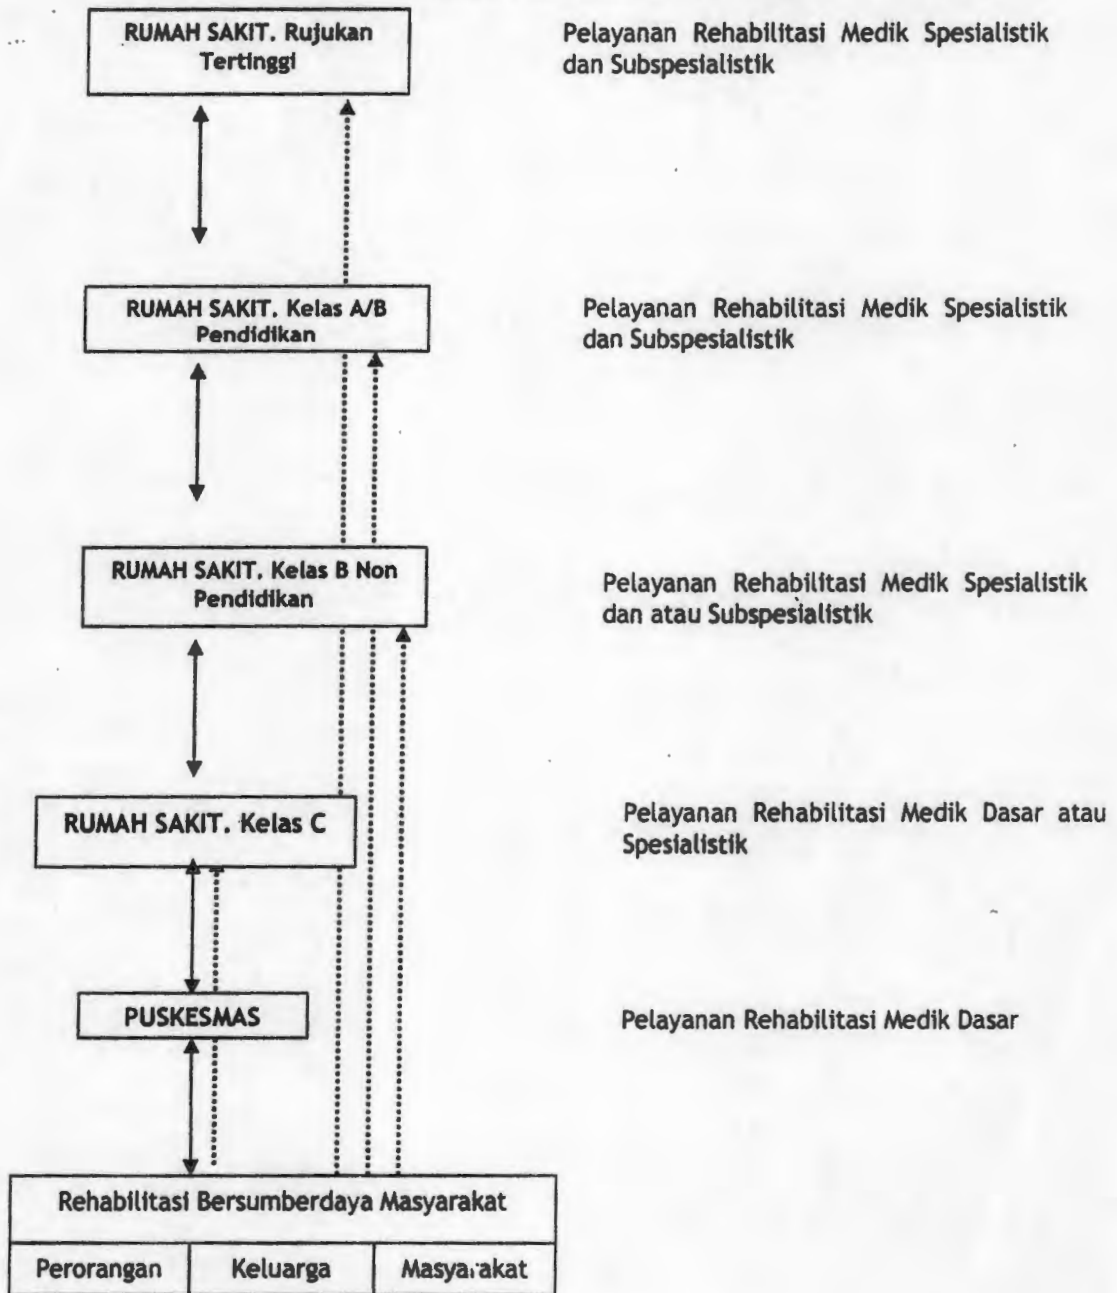 RUMAH SAKIT. Rujukan
Tertinggi
Pelayanan Rehabilitasi Medik Spesialistik
dan Subspesialistik
RUMAH SAKIT. Kelas A/B
Pendidikan
Pelayanan Rehabilitasi Medik Spesialistik
dan Subspesialistik
RUMAH SAKIT. Kelas B Non
Pendidikan
Pelayanan Rehabilitasi Medik Spesialistik
dan atau Subspesialistik
RUMAH SAKIT. Kelas C
Pelayanan Rehabilitasi Medik Dasar atau
Spesialistik
PUSKESMAS
Pelayanan Rehabilitasi Medik Dasar
Rehabilitasi Bersumberdaya Masyarakat
Perorangan
Keluarga
Masyarakat